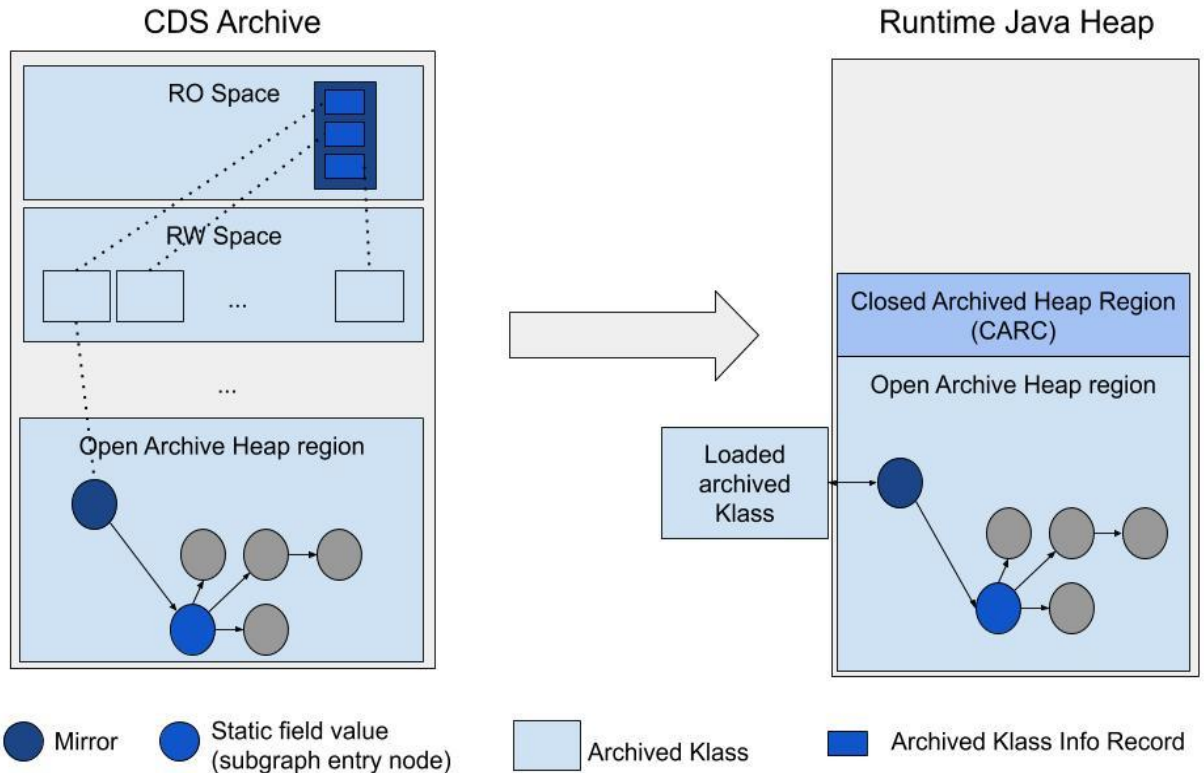 CDS Archive
Runtime Java Heap
RO Space
RW Space
...
...
Open Archive Heap region
Closed Archived Heap Region
(CARC)
Open Archive Heap region
Loaded
archived
Klass
Mirror
Static field value
(subgraph entry node)
Archived Klass
Archived Klass Info Record